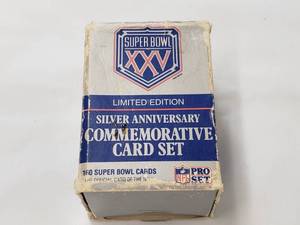 SUPER BOWL
XXV
LIMITED EDITION
SILVER ANNIVERSARY
COMMEMORATIVE
CARD SET
160 SUPER BOWL CARDS
NFL
PRO
SET